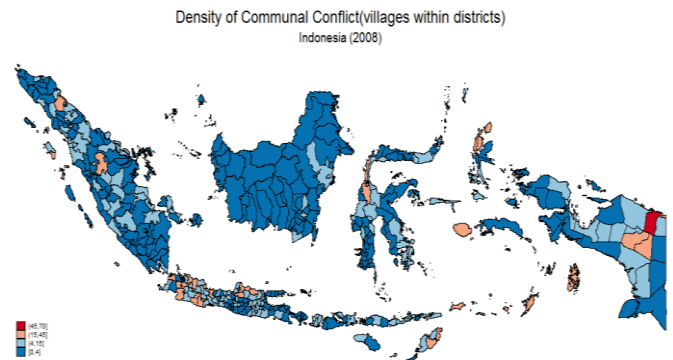 Density of Communal Conflict(villages within districts)
Indonesia (2008)
(45,70]
(15,45]
(4,15]
[0,4]